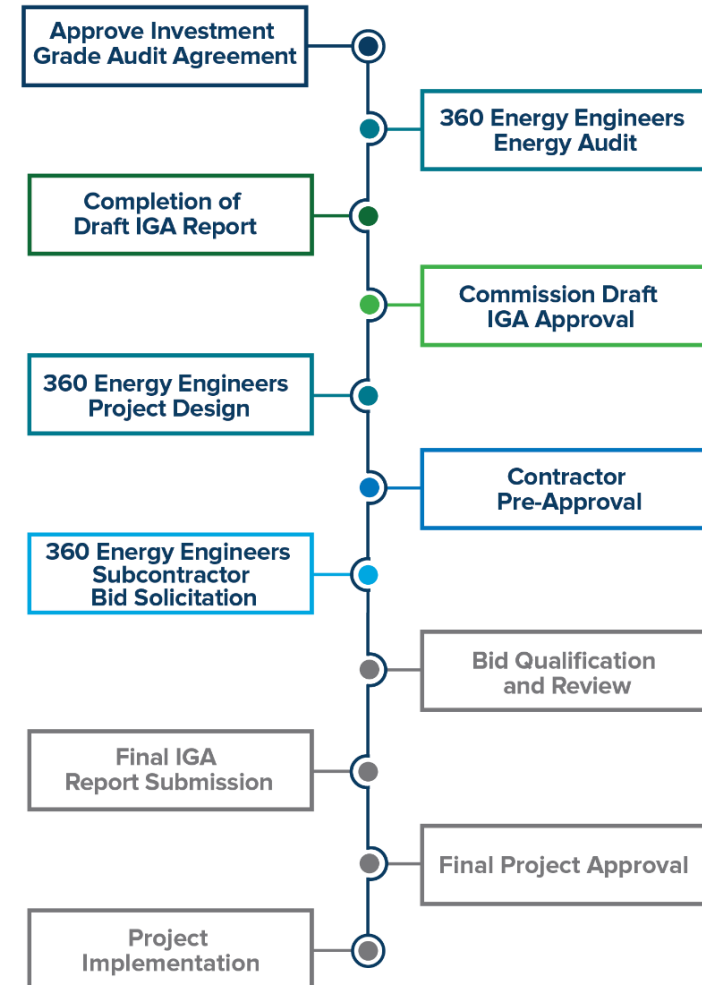 Approve Investment
Grade Audit Agreement
360 Energy Engineers
Energy Audit
Completion of
Draft IGA Report
Commission Draft
IGA Approval
360 Energy Engineers
Project Design
Contractor
Pre-Approval
360 Energy Engineers
Subcontractor
Bid Solicitation
Bid Qualification
and Review
Final IGA
Report Submission
Final Project Approval
Project
Implementation